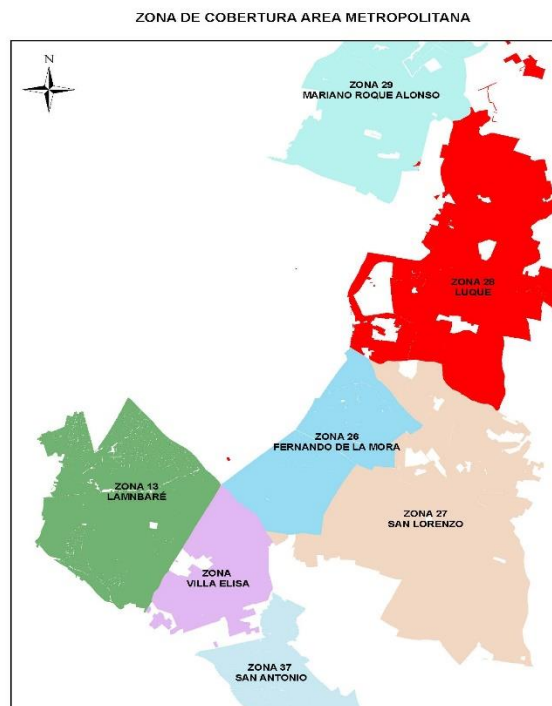 ZONA DE COBERTURA AREA METROPOLITANA
N
ZONA 29
MARIANO ROQUE ALONSO
ZONA 28
LUQUE
ZONA 26
FERNANDO DE LA MORA
ZONA 13
LAMNBARÉ
ZONA 27
SAN LORENZO
ZONA
VILLA ELISA
ZONA 37
SAN ANTONIO